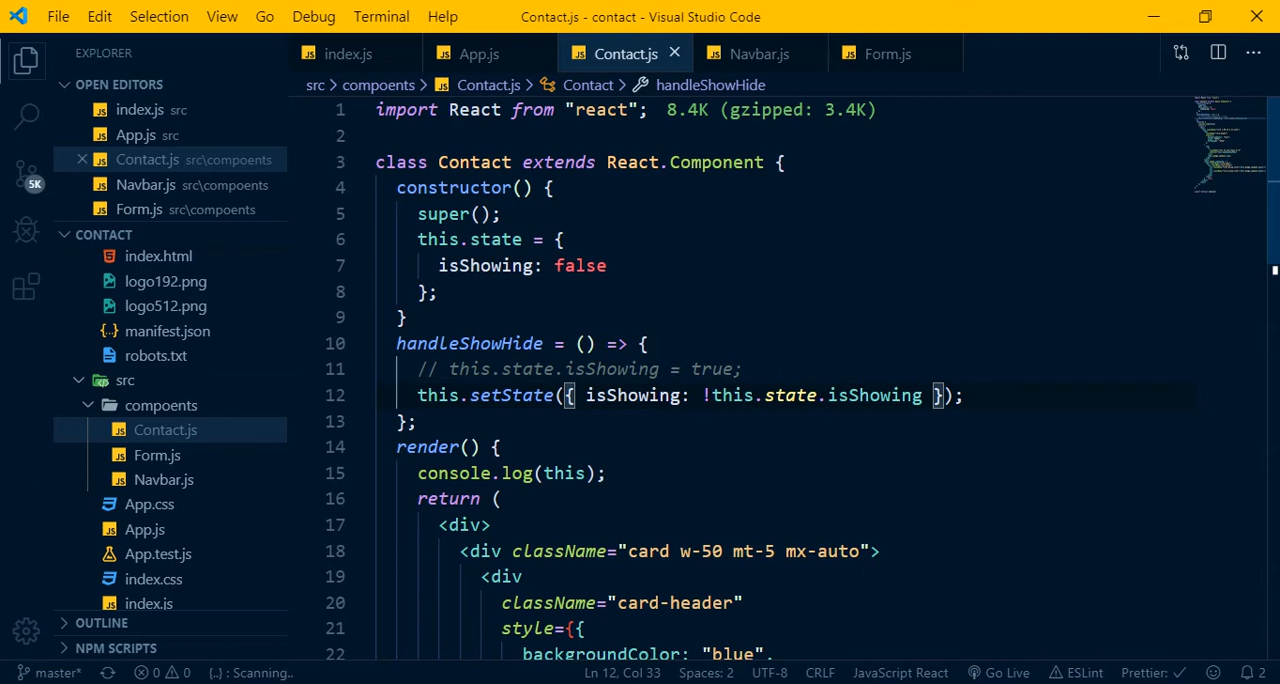 File Edit Selection View Go Debug Terminal Help Contact.js - contact - Visual Studio Code
EXPLORER
OPEN EDITORS
index.js src
App.js src
Contact.js src\compoents
Navbar.js src\compoents
Form.js src\compoents
CONTACT
index.html
logo192.png
logo512.png
manifest.json
robots.txt
src
compoents
Contact.js
Form.js
Navbar.js
App.css
App.js
App.test.js
index.css
index.js
OUTLINE
NPM SCRIPTS
5K
index.js App.js Contact.js Navbar.js Form.js
src > compoents > Contact.js > Contact > handleShowHide
1 import React from "react"; 8.4K (gzipped: 3.4K)
2
3 class Contact extends React.Component {
4 constructor() {
5 super();
6 this.state = {
7 isShowing: false
8 };
9 }
10 handleShowHide = () => {
11 // this.state.isShowing = true;
12 this.setState({ isShowing: !this.state.isShowing });
13 };
14 render() {
15 console.log(this);
16 return (
17 <div>
18 <div className="card w-50 mt-5 mx-auto">
19 <div
20 className="card-header"
21 style={{
22 backgroundColor: "blue",
master* 0 0 {..} : Scanning.. Ln 12, Col 33 Spaces: 2 UTF-8 CRLF JavaScript React Go Live ESLint Prettier: ✓ 2